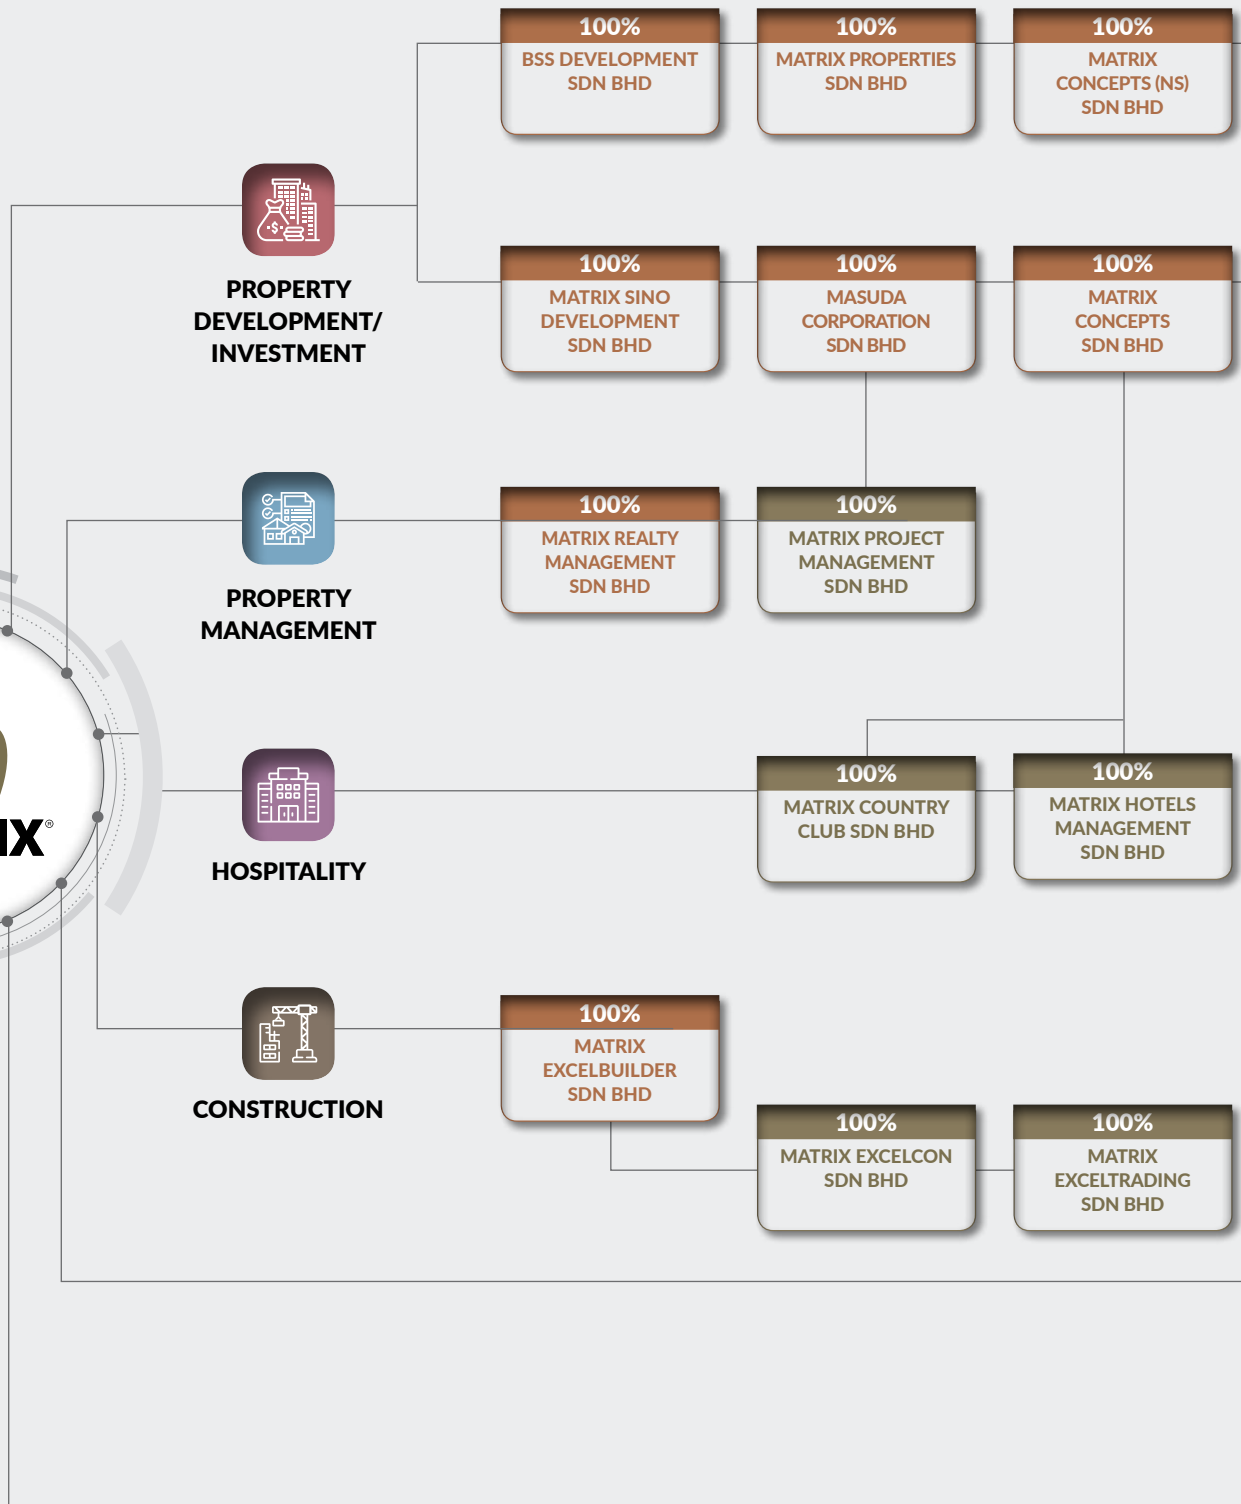 100%
BSS DEVELOPMENT
SDN BHD
100%
MATRIX PROPERTIES
SDN BHD
100%
MATRIX
CONCEPTS (NS)
SDN BHD
PROPERTY
DEVELOPMENT/
INVESTMENT
100%
MATRIX SINO
DEVELOPMENT
SDN BHD
100%
MASUDA
CORPORATION
SDN BHD
100%
MATRIX
CONCEPTS
SDN BHD
PROPERTY
MANAGEMENT
100%
MATRIX REALTY
MANAGEMENT
SDN BHD
100%
MATRIX PROJECT
MANAGEMENT
SDN BHD
IX®
HOSPITALITY
100%
MATRIX COUNTRY
CLUB SDN BHD
100%
MATRIX HOTELS
MANAGEMENT
SDN BHD
CONSTRUCTION
100%
MATRIX
EXCELBUILDER
SDN BHD
100%
MATRIX EXCELCON
SDN BHD
100%
MATRIX
EXCELTRADING
SDN BHD